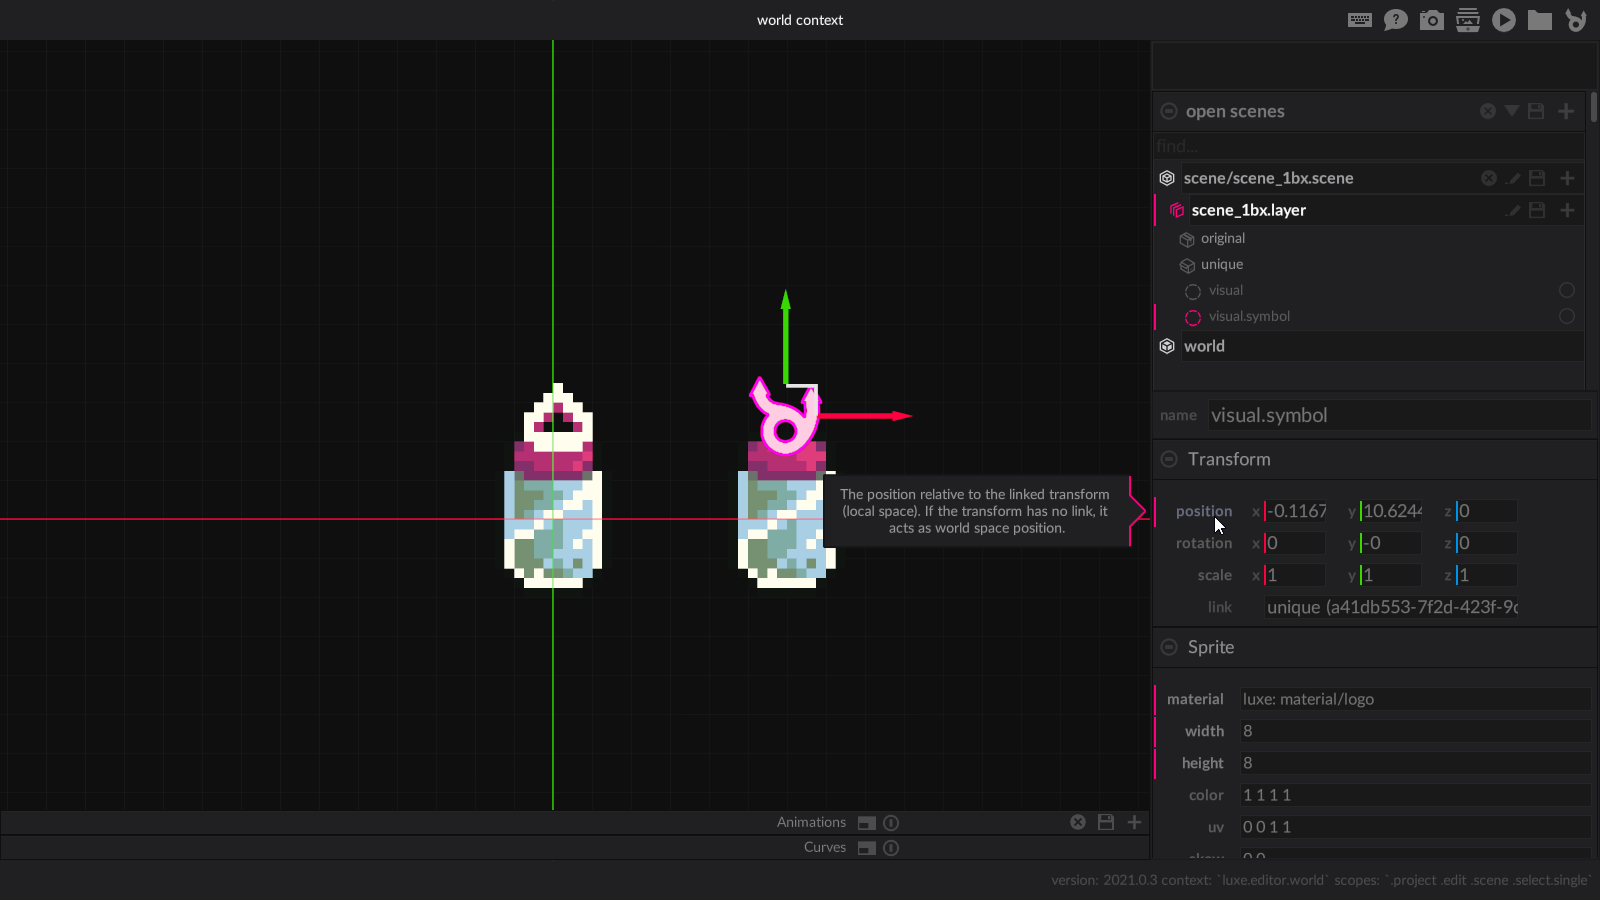 world context
open scenes
find...
scene/scene_1bx.scene
scene_1bx.layer
original
unique
visual
visual.symbol
world
name visual.symbol
Transform
position x -0.1167 y 10.6244 z 0
rotation x 0 y -0 z 0
scale x 1 y 1 z 1
link unique (a41db553-7f2d-423f-9c
The position relative to the linked transform
(local space). If the transform has no link, it
acts as world space position.
Sprite
material luxe: material/logo
width 8
height 8
color 1 1 1 1
uv 0 0 1 1
skew 0 0
Animations
Curves
version: 2021.0.3 context: `luxe.editor.world` scopes: `.project .edit .scene .select.single`